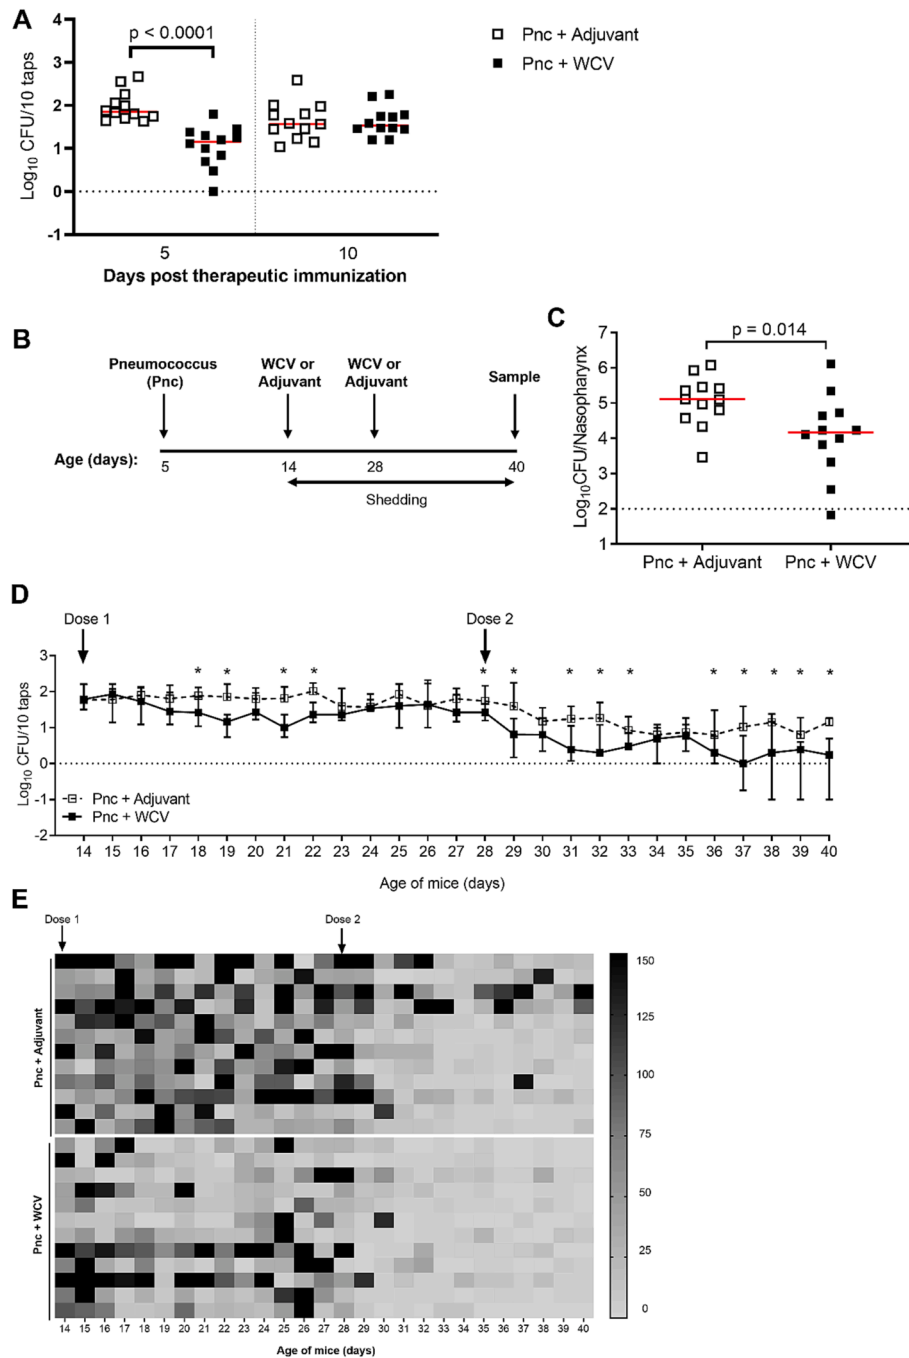 A
Pnc + Adjuvant
Pnc + WCV
p < 0.0001
Log10 CFU/10 taps
4
3
2
1
0
-1
5 10
Days post therapeutic immunization
B
Pneumococcus
(Pnc)
WCV or
Adjuvant
WCV or
Adjuvant
Sample
Age (days):
5 14 28 40
Shedding
C
p = 0.014
Log10CFU/Nasopharynx
7
6
5
4
3
2
1
Pnc + Adjuvant Pnc + WCV
D
Dose 1 Dose 2
Log10 CFU/10 taps
3
2
1
0
-1
-2
* * * * * * * * * * * * * *
Pnc + Adjuvant
Pnc + WCV
14 15 16 17 18 19 20 21 22 23 24 25 26 27 28 29 30 31 32 33 34 35 36 37 38 39 40
Age of mice (days)
E
Dose 1 Dose 2
Pnc + Adjuvant
Pnc + WCV
150
100
75
50
25
0
14 15 16 17 18 19 20 21 22 23 24 25 26 27 28 29 30 31 32 33 34 35 36 37 38 39 40
Age of mice (days)